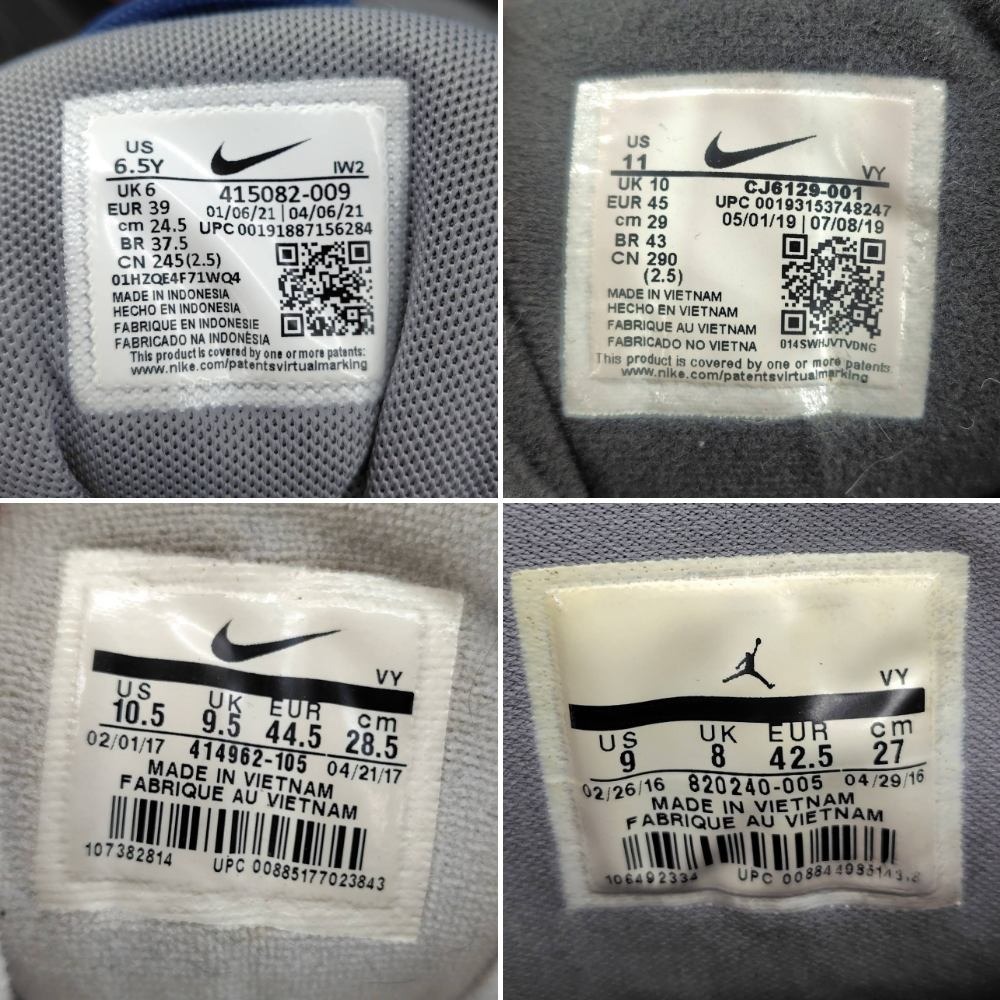 US
6.5Y
IW2
UK 6
415082-009
EUR 39
01/06/21 | 04/06/21
cm 24.5
UPC 00191887156284
BR 37.5
CN 245(2.5)
01HZQE4F71WQ4
MADE IN INDONESIA
HECHO EN INDONESIA
FABRIQUE EN INDONESIE
FABRICADO NA INDONÉSIA
This product is covered by one or more patents:
www.nike.com/patentsvirtualmarking
US
11
VY
UK 10
CJ6129-001
EUR 45
UPC 00193153748247
cm 29
05/01/19 | 07/08/19
BR 43
CN 290
(2.5)
MADE IN VIETNAM
HECHO EN VIETNAM
FABRIQUE AU VIETNAM
FABRICADO NO VIETNA
014SWHJVTVDNG
This product is covered by one or more patents.
www.nike.com/patentsvirtualmarking
VY
US UK EUR cm
10.5 9.5 44.5 28.5
02/01/17 414962-105 04/21/17
MADE IN VIETNAM
FABRIQUE AU VIETNAM
107382814 UPC 00885177023843
VY
US UK EUR cm
9 8 42.5 27
02/26/16 820240-005 04/29/16
MADE IN VIETNAM
FABRIQUE AU VIETNAM
106492334 UPC